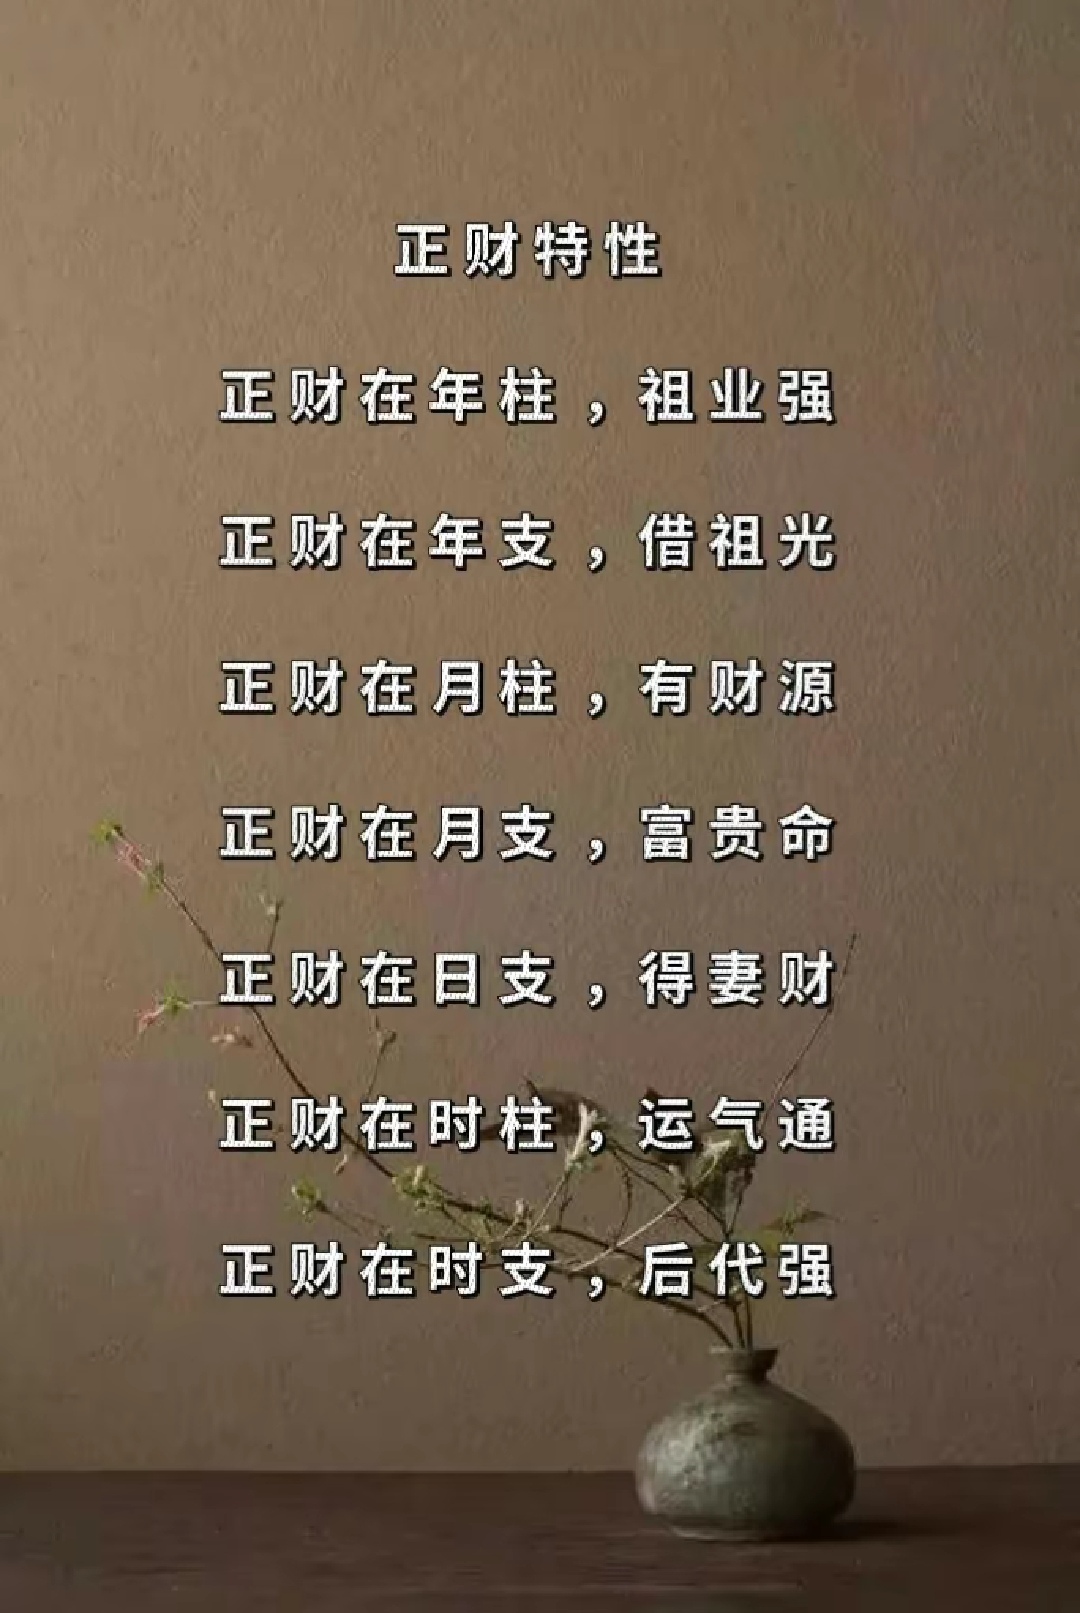 正财特性
正财在年柱，祖业强
正财在年支，借祖光
正财在月柱，有财源
正财在月支，富贵命
正财在日支，得妻财
正财在时柱，运气通
正财在时支，后代强